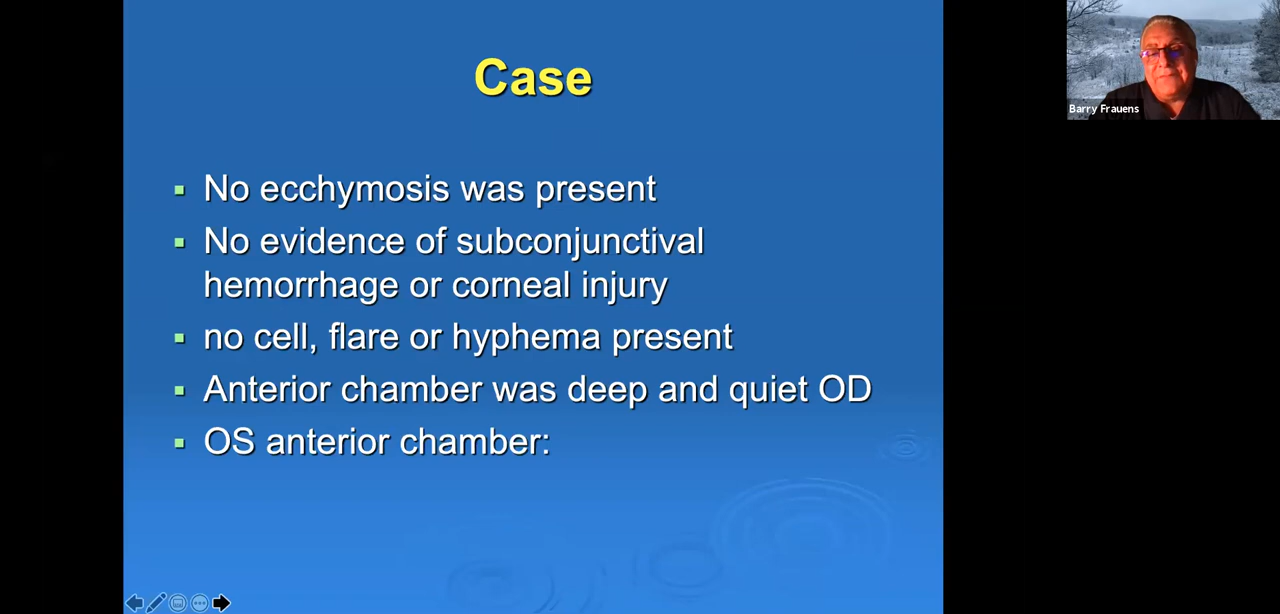 Case
No ecchymosis was present
No evidence of subconjunctival
hemorrhage or corneal injury
no cell, flare or hyphema present
Anterior chamber was deep and quiet OD
OS anterior chamber:
Barry Frauens